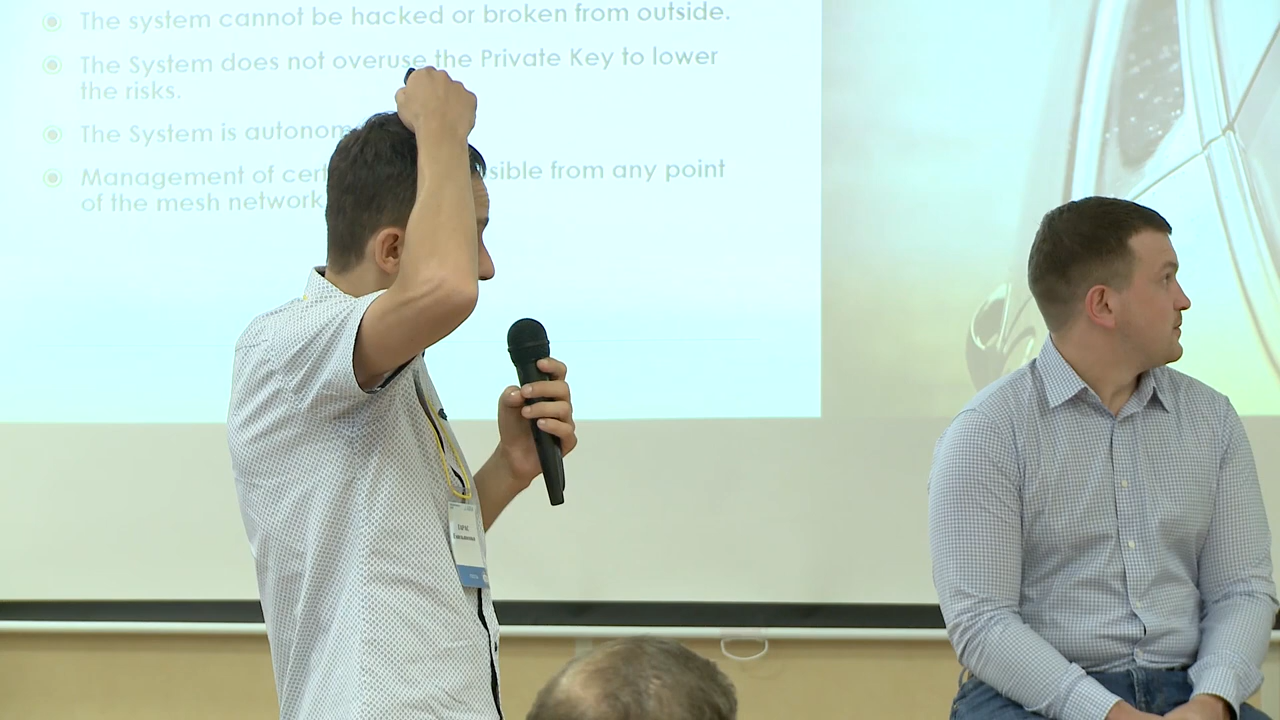 The system cannot be hacked or broken from outside.
The System does not overuse the Private Key to lower
the risks.
The System is autonom
Management of cert sible from any point
of the mesh network
ТАРАС